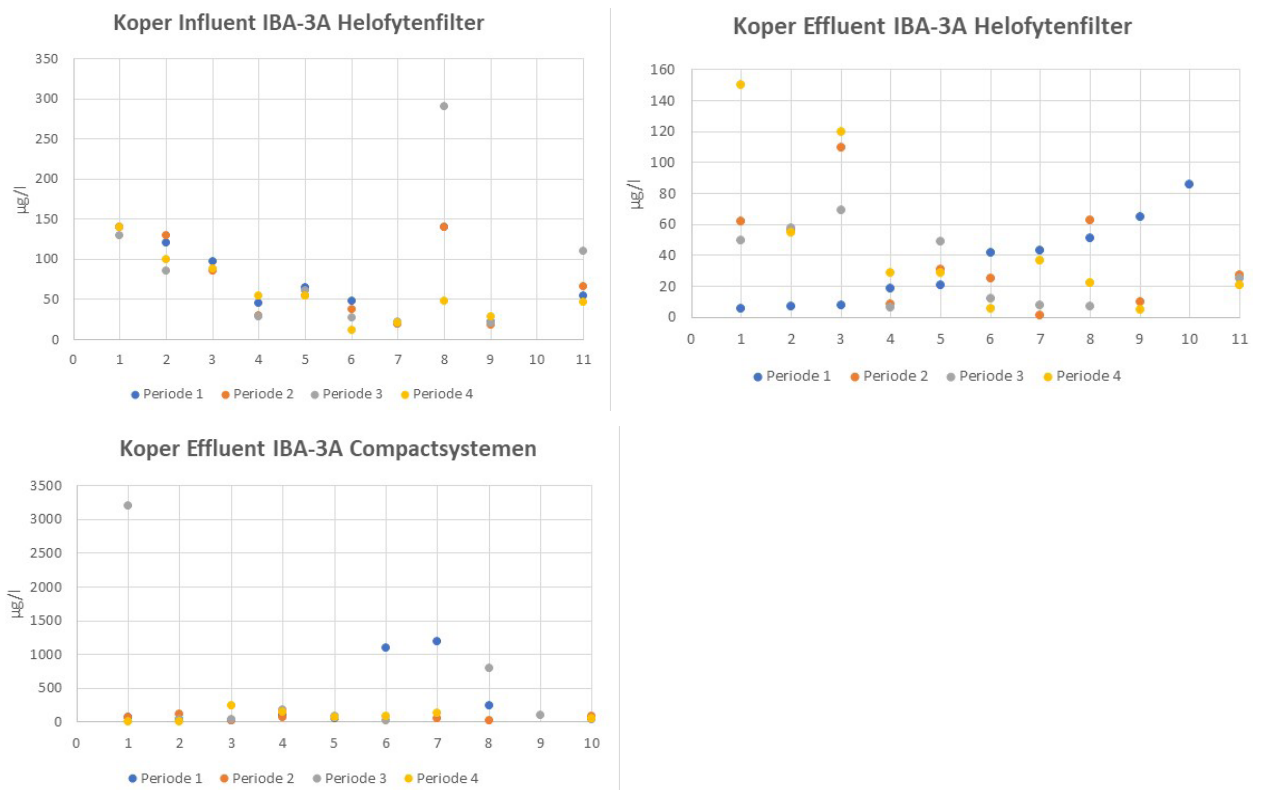 Koper Influent IBA-3A Helofytenfilter
350
300
250
200
150
100
50
0
µg/l
0 1 2 3 4 5 6 7 8 9 10 11
Periode 1 Periode 2 Periode 3 Periode 4
Koper Effluent IBA-3A Helofytenfilter
160
140
120
100
80
60
40
20
0
µg/l
0 1 2 3 4 5 6 7 8 9 10 11
Periode 1 Periode 2 Periode 3 Periode 4
Koper Effluent IBA-3A Compactsystemen
3500
3000
2500
2000
1500
1000
500
0
µg/l
0 1 2 3 4 5 6 7 8 9 10
Periode 1 Periode 2 Periode 3 Periode 4